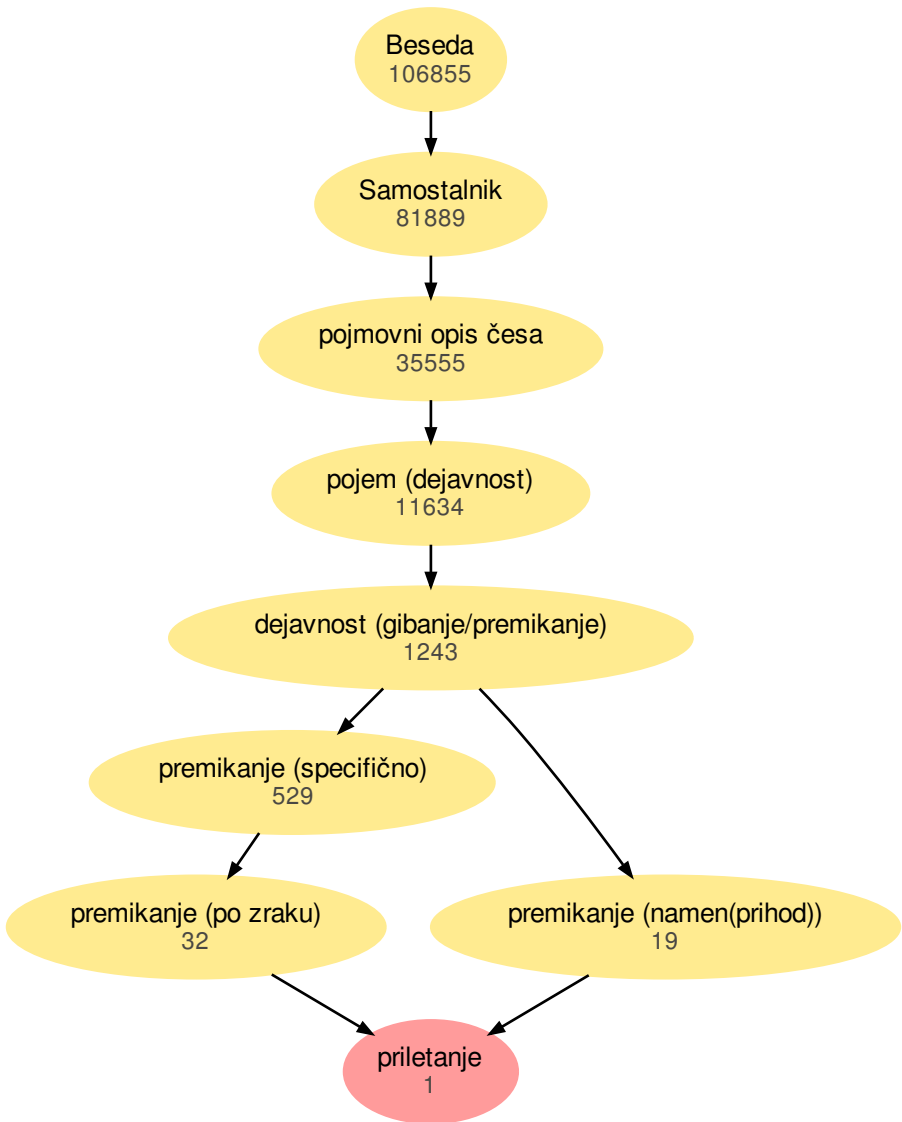 Beseda
106855
Samostalnik
81889
pojmovni opis česa
35555
pojem (dejavnost)
11634
dejavnost (gibanje/premikanje)
1243
premikanje (specifično)
529
premikanje (po zraku)
32
premikanje (namen(prihod))
19
priletanje
1